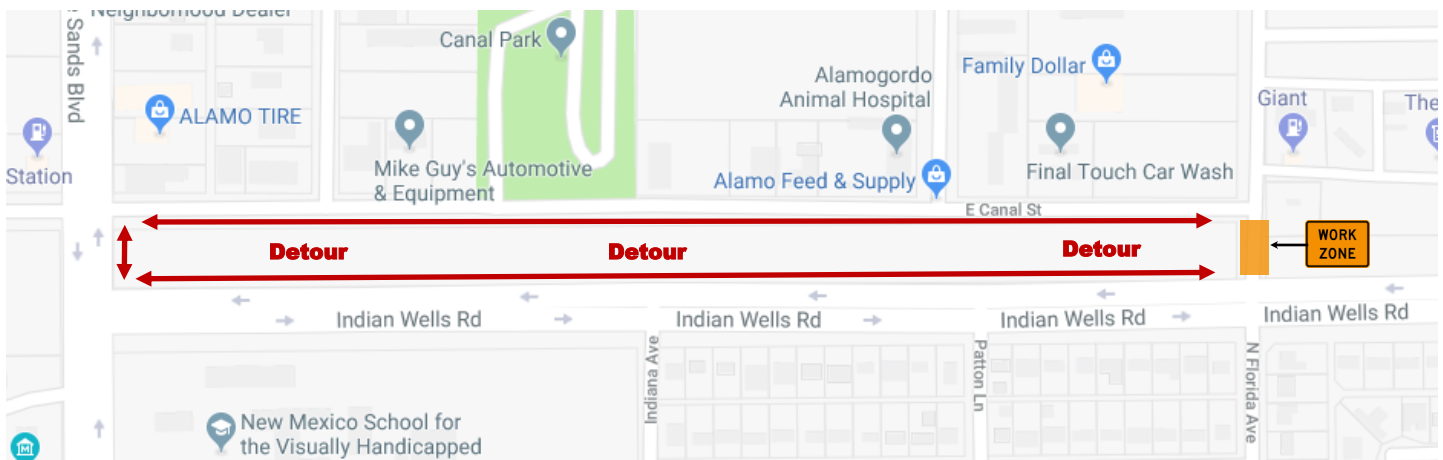 Neighborhood Dealer
Sands Blvd
Canal Park
Family Dollar
Alamogordo
Animal Hospital
Giant
The
ALAMO TIRE
Station
Mike Guy's Automotive
& Equipment
Alamo Feed & Supply
Final Touch Car Wash
E Canal St
Detour
Detour
Detour
WORK
ZONE
Indian Wells Rd
Indian Wells Rd
Indian Wells Rd
Indian Wells Rd
Indiana Ave
Patton Ln
N Florida Ave
New Mexico School for
the Visually Handicapped